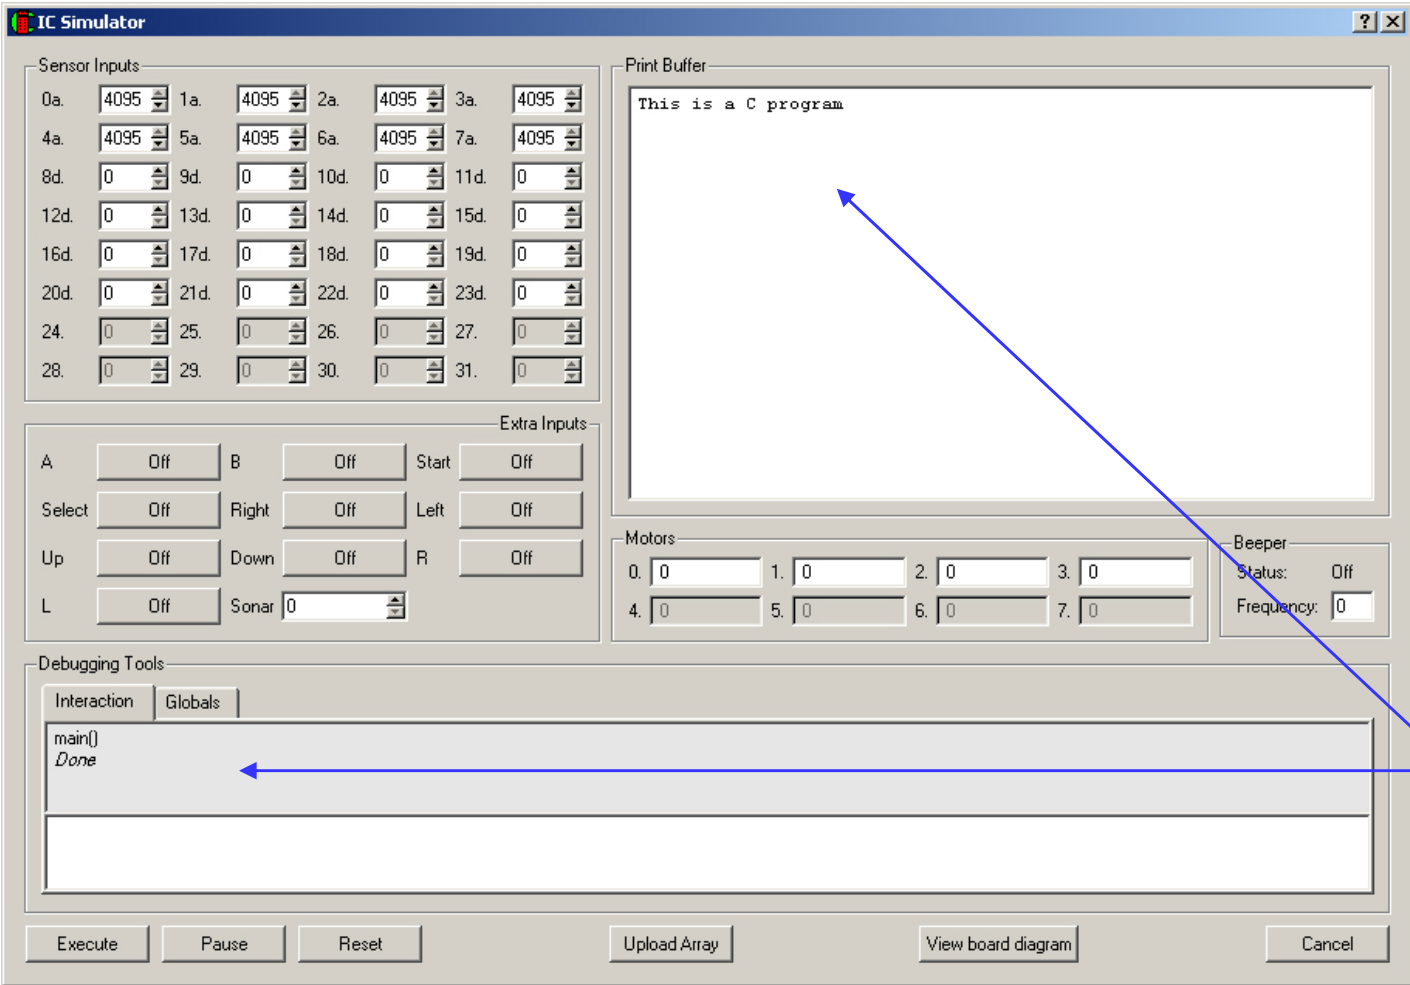 IC Simulator
Sensor Inputs
0a. 4095 1a. 4095 2a. 4095 3a. 4095
4a. 4095 5a. 4095 6a. 4095 7a. 4095
8d. 0 9d. 0 10d. 0 11d. 0
12d. 0 13d. 0 14d. 0 15d. 0
16d. 0 17d. 0 18d. 0 19d. 0
20d. 0 21d. 0 22d. 0 23d. 0
24. 0 25. 0 26. 0 27. 0
28. 0 29. 0 30. 0 31. 0
Print Buffer
This is a C program
Extra Inputs
A Off B Off Start Off
Select Off Right Off Left Off
Up Off Down Off R Off
L Off Sonar 0
Motors
0. 0 1. 0 2. 0 3. 0
4. 0 5. 0 6. 0 7. 0
Beeper
Status: Off
Frequency: 0
Debugging Tools
Interaction Globals
main()
Done
Execute Pause Reset Upload Array View board diagram Cancel